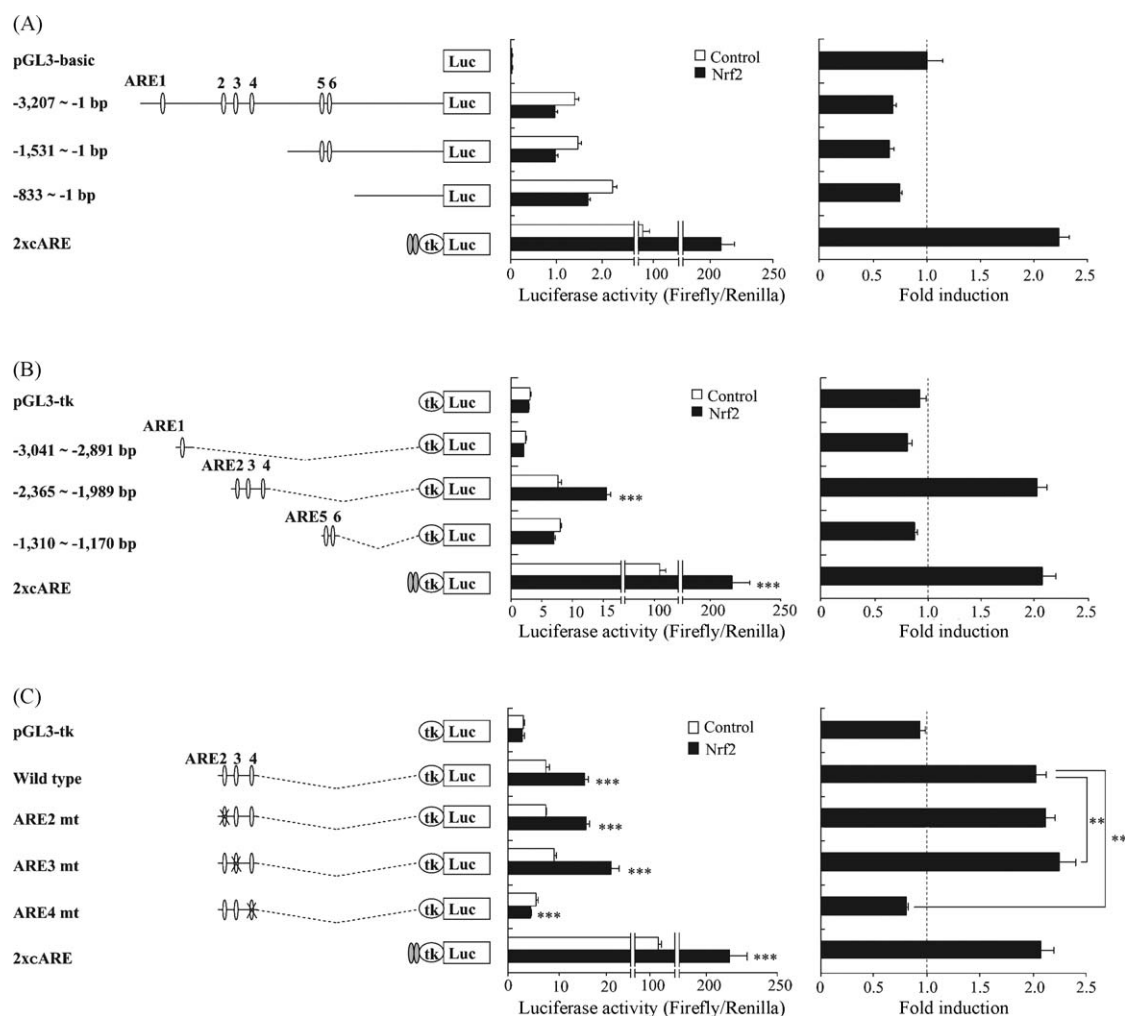 (A)
pGL3-basic Luc
ARE1 2 3 4 5 6
-3,207 ~ -1 bp Luc
-1,531 ~ -1 bp Luc
-833 ~ -1 bp Luc
2xcARE tk Luc
Control
Nrf2
0 1.0 2.0 100 200 250
Luciferase activity (Firefly/Renilla)
0 0.5 1.0 1.5 2.0 2.5
Fold induction
(B)
pGL3-tk tk Luc
ARE1
-3,041 ~ -2,891 bp tk Luc
ARE2 3 4
-2,365 ~ -1,989 bp tk Luc
ARE5 6
-1,310 ~ -1,170 bp tk Luc
2xcARE tk Luc
Control
Nrf2
***
***
0 5 10 15 100 200 250
Luciferase activity (Firefly/Renilla)
0 0.5 1.0 1.5 2.0 2.5
Fold induction
(C)
pGL3-tk tk Luc
ARE2 3 4
Wild type tk Luc
ARE2 mt tk Luc
ARE3 mt tk Luc
ARE4 mt tk Luc
2xcARE tk Luc
Control
Nrf2
***
***
***
***
***
0 10 20 100 200 250
Luciferase activity (Firefly/Renilla)
**
**
0 0.5 1.0 1.5 2.0 2.5
Fold induction